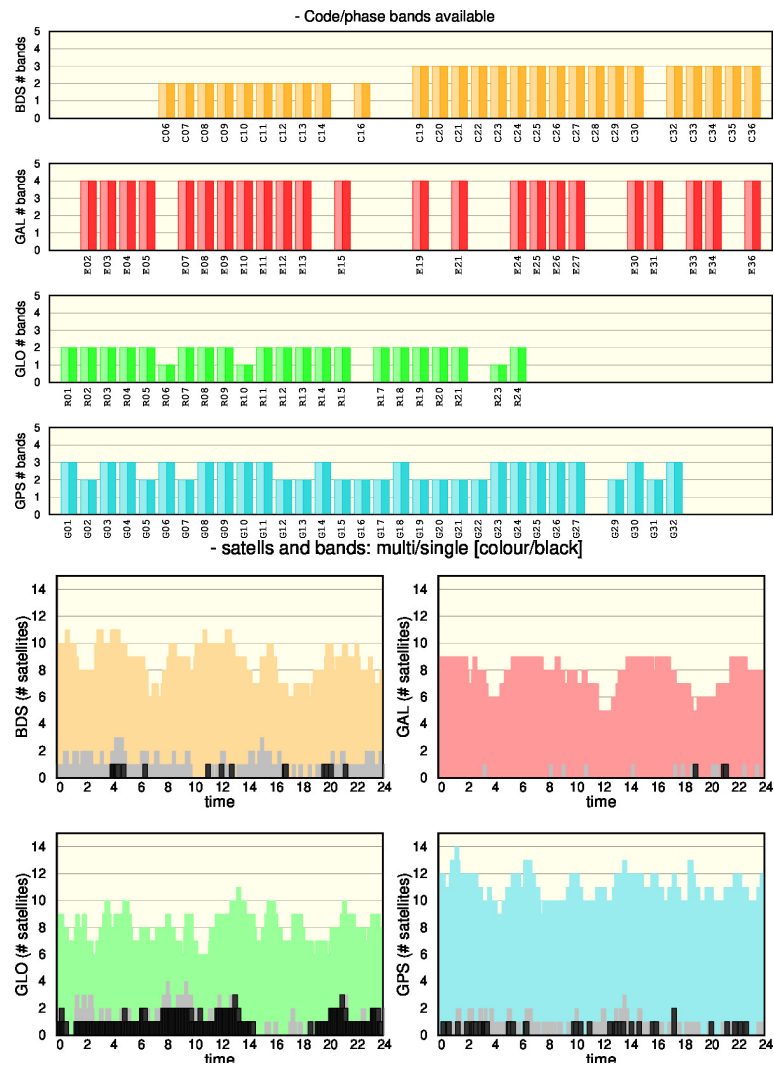 - Code/phase bands available
BDS # bands
5
4
3
2
1
0
C06 C07 C08 C09 C10 C11 C12 C13 C14 C16 C19 C20 C21 C22 C23 C24 C25 C26 C27 C28 C29 C30 C32 C33 C34 C35 C36
GAL # bands
5
4
3
2
1
0
E02 E03 E04 E05 E07 E08 E09 E10 E11 E12 E13 E15 E19 E21 E24 E25 E26 E27 E30 E31 E33 E34 E36
GLO # bands
5
4
3
2
1
0
R01 R02 R03 R04 R05 R06 R07 R08 R09 R10 R11 R12 R13 R14 R15 R17 R18 R19 R20 R21 R23 R24
GPS # bands
5
4
3
2
1
0
G01 G02 G03 G04 G05 G06 G07 G08 G09 G10 G11 G12 G13 G14 G15 G16 G17 G18 G19 G20 G21 G22 G23 G24 G25 G26 G27 G29 G30 G31 G32
- satells and bands: multi/single [colour/black]
BDS (# satellites)
14
12
10
8
6
4
2
0
0 2 4 6 8 10 12 14 16 18 20 22 24
time
GAL (# satellites)
14
12
10
8
6
4
2
0
0 2 4 6 8 10 12 14 16 18 20 22 24
time
GLO (# satellites)
14
12
10
8
6
4
2
0
0 2 4 6 8 10 12 14 16 18 20 22 24
time
GPS (# satellites)
14
12
10
8
6
4
2
0
0 2 4 6 8 10 12 14 16 18 20 22 24
time